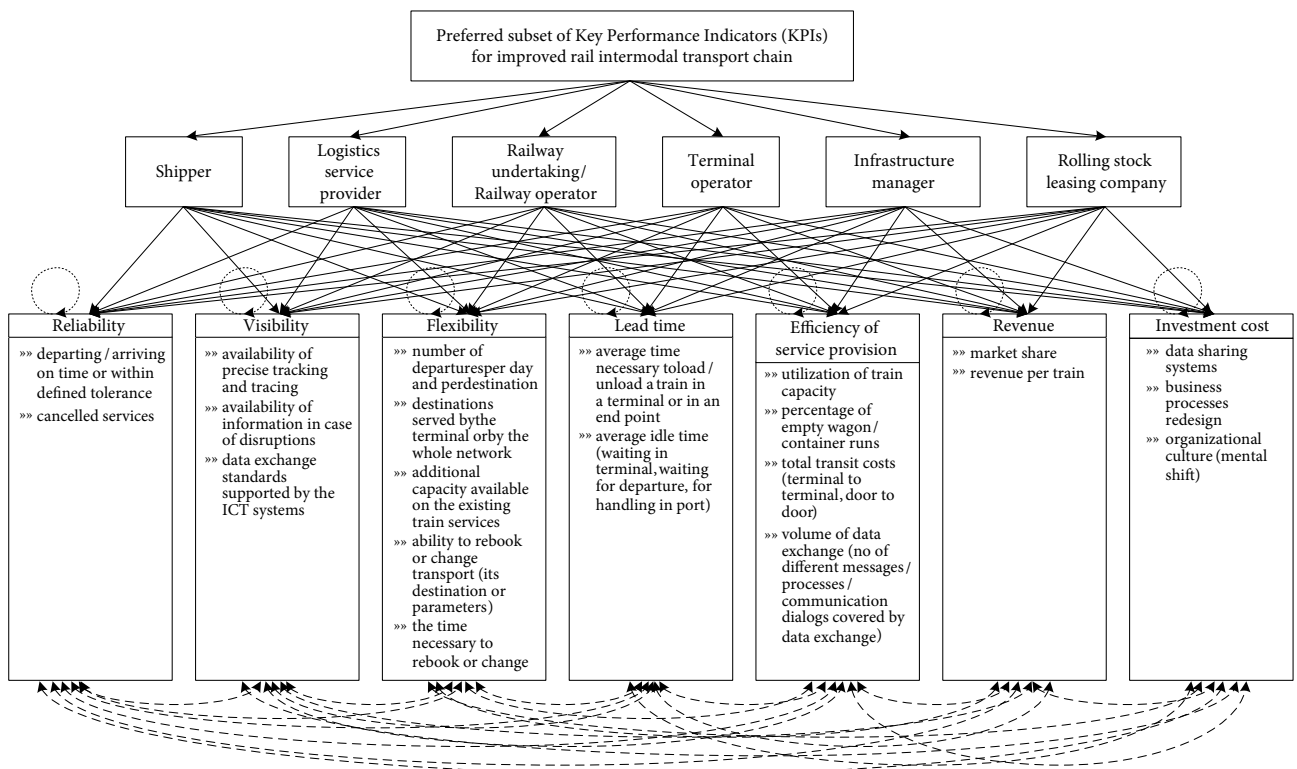 Preferred subset of Key Performance Indicators (KPIs)
for improved rail intermodal transport chain
Shipper
Logistics
service
provider
Railway
undertaking/
Railway operator
Terminal
operator
Infrastructure
manager
Rolling stock
leasing company
Reliability
»» departing / arriving
on time or within
defined tolerance
»» cancelled services
Visibility
»» availability of
precise tracking
and tracing
»» availability of
information in case
of disruptions
»» data exchange
standards
supported by the
ICT systems
Flexibility
»» number of
departuresper day
and perdestination
»» destinations
served bythe
terminal orby the
whole network
»» additional
capacity available
on the existing
train services
»» ability to rebook
or change
transport (its
destination or
parameters)
»» the time
necessary to
rebook or change
Lead time
»» average time
necessary toload /
unload a train in
a terminal or in an
end point
»» average idle time
(waiting in
terminal, waiting
for departure, for
handling in port)
Efficiency of
service provision
»» utilization of train
capacity
»» percentage of
empty wagon /
container runs
»» total transit costs
(terminal to
terminal, door to
door)
»» volume of data
exchange (no of
different messages /
processes /
communication
dialogs covered by
data exchange)
Revenue
»» market share
»» revenue per train
Investment cost
»» data sharing
systems
»» business
processes
redesign
»» organizational
culture (mental
shift)